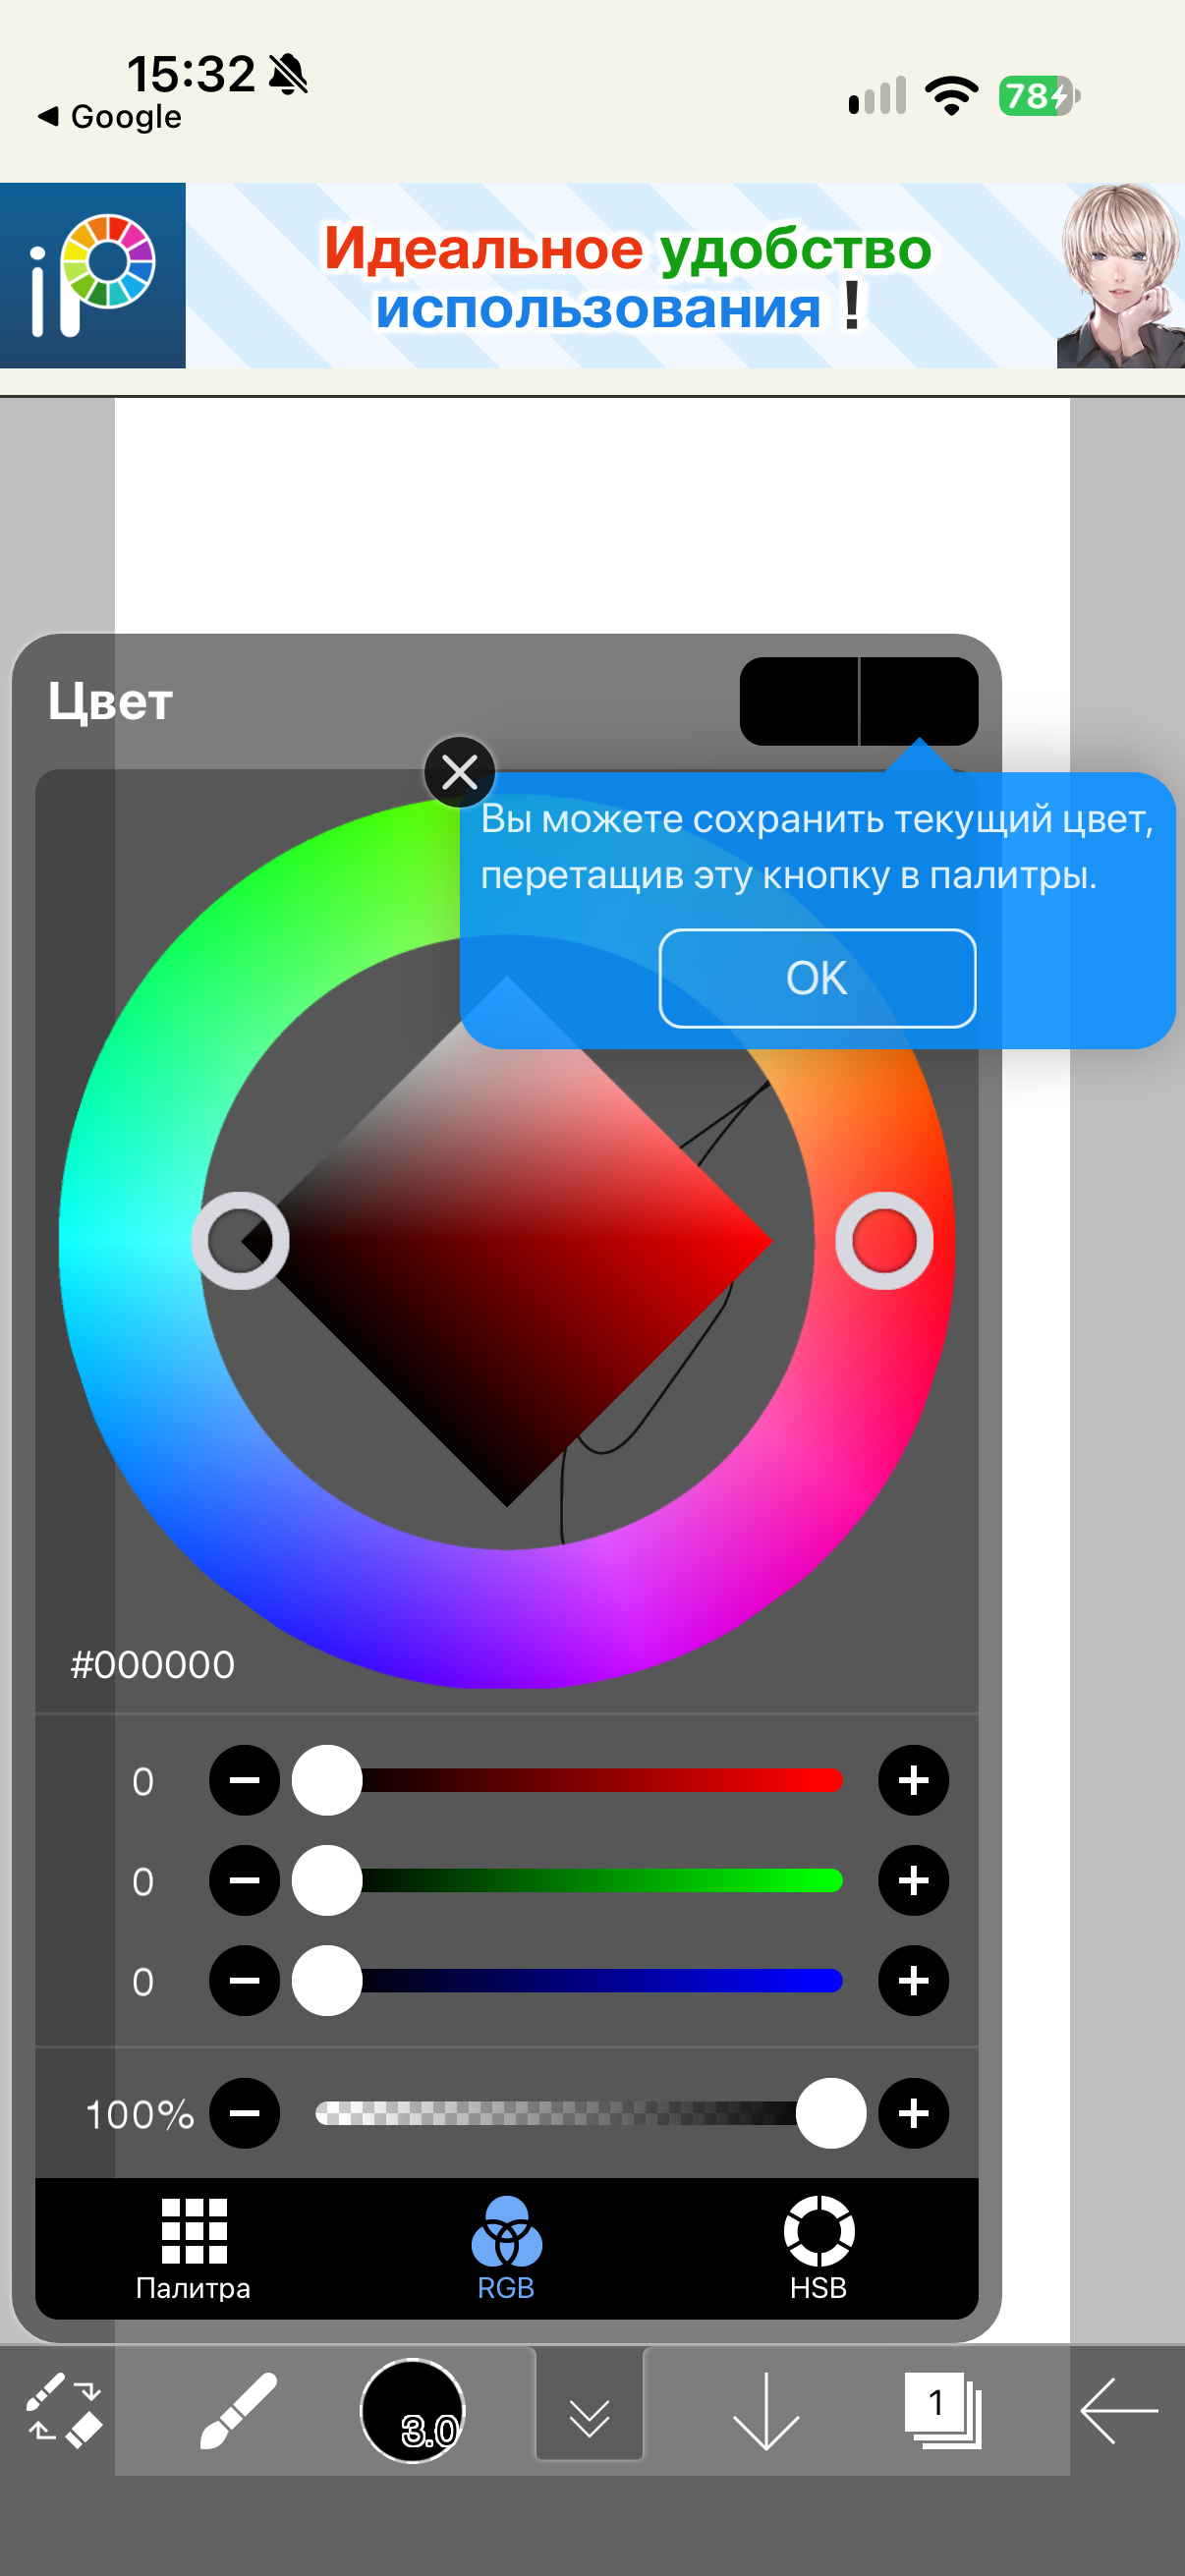 15:32
Google
78
iP
Идеальное удобство
использования！
Цвет
Вы можете сохранить текущий цвет,
перетащив эту кнопку в палитры.
OK
#000000
0
0
0
100%
Палитра
RGB
HSB
3.0
1